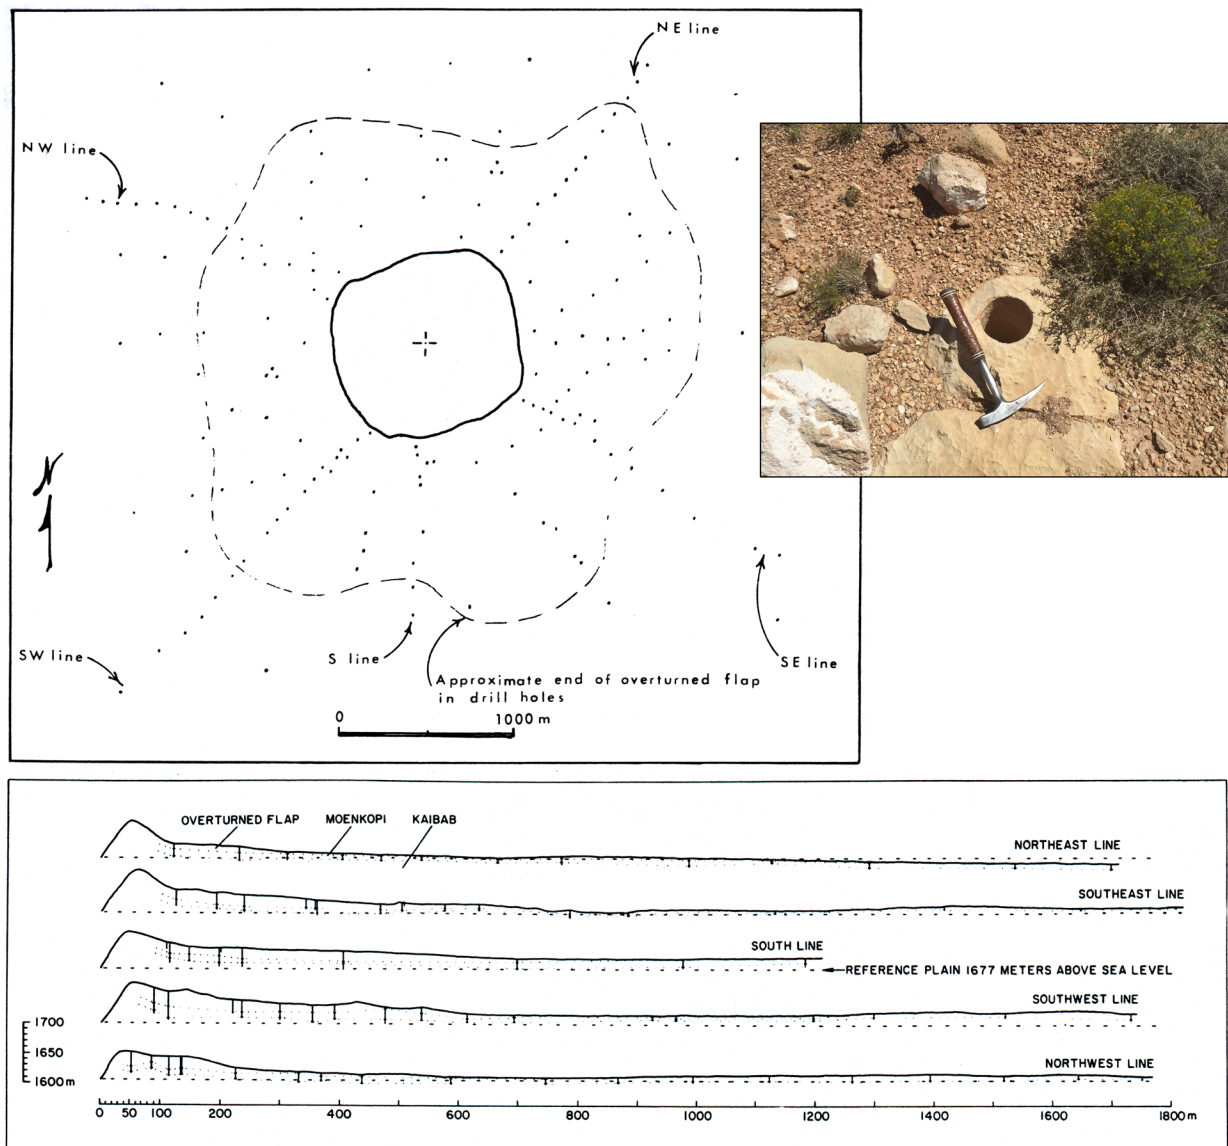 NE line
NW line
N
SW line
S line
SE line
Approximate end of overturned flap
in drill holes
0 1000 m
OVERTURNED FLAP MOENKOPI KAIBAB
NORTHEAST LINE
SOUTHEAST LINE
SOUTH LINE
REFERENCE PLAIN 1677 METERS ABOVE SEA LEVEL
SOUTHWEST LINE
1700
1650
1600 m
NORTHWEST LINE
0 50 100 200 400 600 800 1000 1200 1400 1600 1800 m